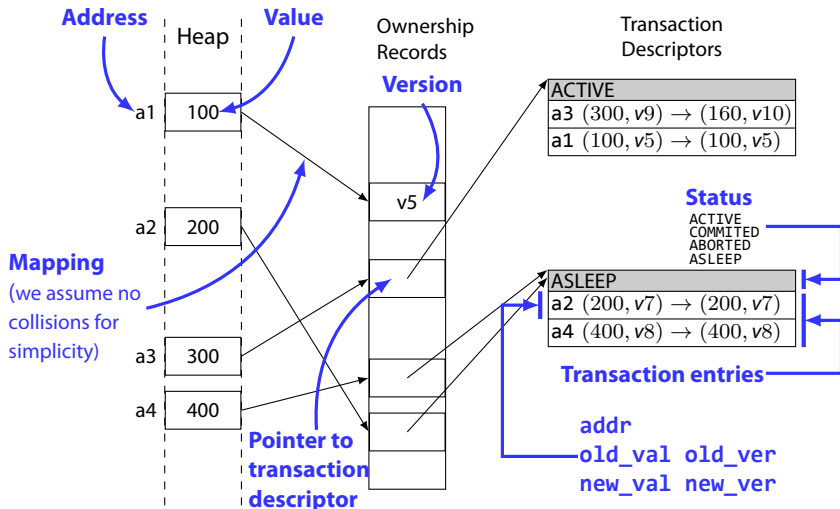 Address
Heap
Value
Ownership
Records
Version
Transaction
Descriptors
a1
100
ACTIVE
a3 (300, v9) → (160, v10)
a1 (100, v5) → (100, v5)
v5
a2
200
Status
ACTIVE
COMMITED
ABORTED
ASLEEP
Mapping
(we assume no
collisions for
simplicity)
ASLEEP
a2 (200, v7) → (200, v7)
a4 (400, v8) → (400, v8)
a3
300
a4
400
Transaction entries
Pointer to
transaction
descriptor
addr
old_val old_ver
new_val new_ver